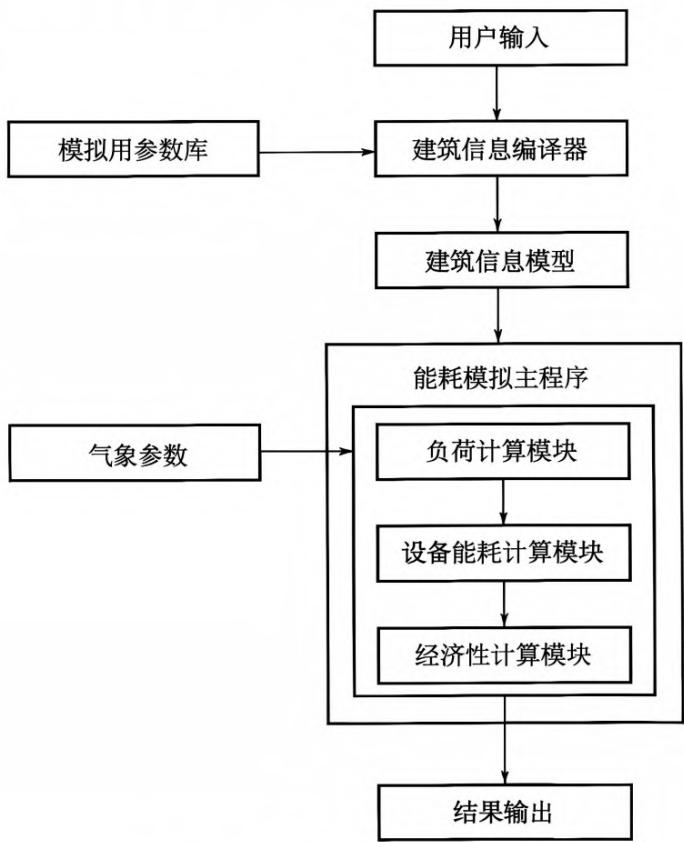 用户输入
模拟用参数库
建筑信息编译器
建筑信息模型
能耗模拟主程序
气象参数
负荷计算模块
设备能耗计算模块
经济性计算模块
结果输出